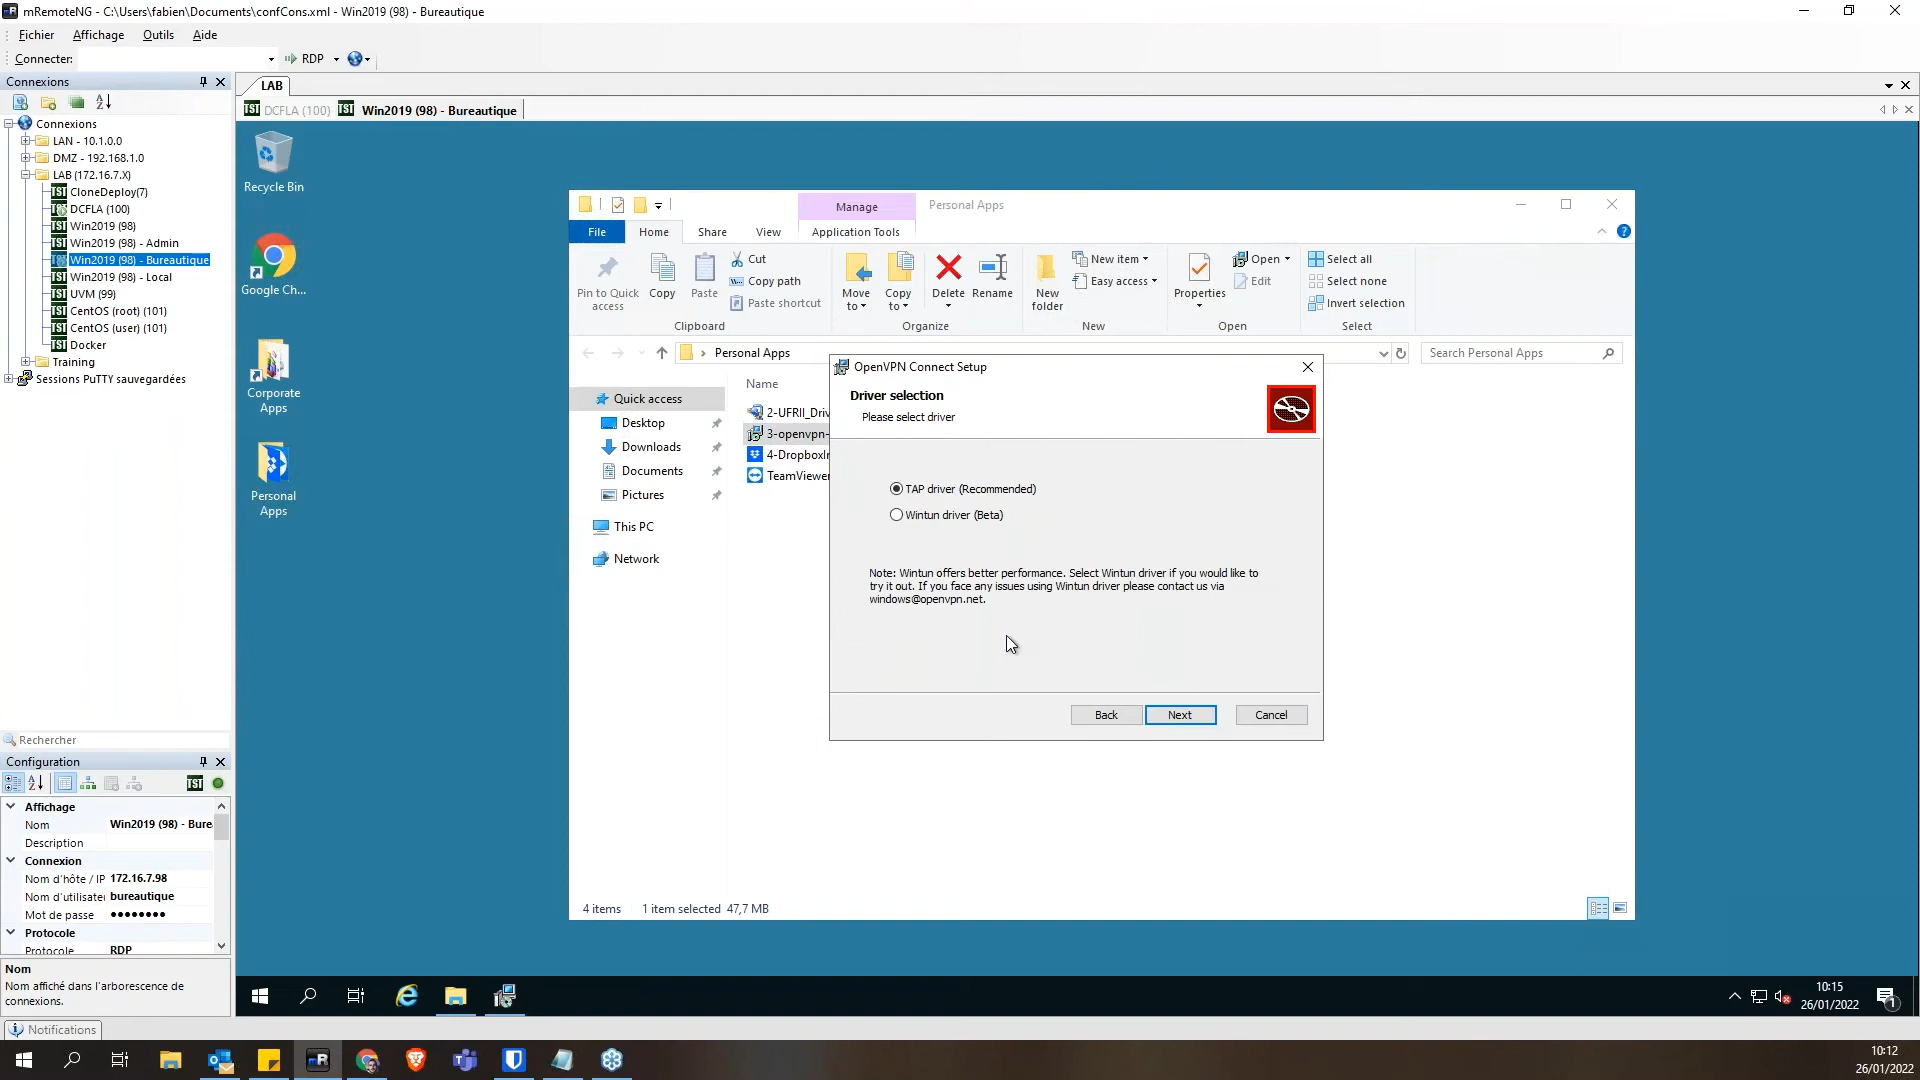 mRemoteNG - C:\Users\fabien\Documents\confCons.xml - Win2019 (98) - Bureautique
Fichier Affichage Outils Aide
Connecter: RDP
Connexions
LAB
DCFLA (100) Win2019 (98) - Bureautique
Connexions
LAN - 10.1.0.0
DMZ - 192.168.1.0
LAB (172.16.7.X)
CloneDeploy(7)
DCFLA (100)
Win2019 (98)
Win2019 (98) - Admin
Win2019 (98) - Bureautique
Win2019 (98) - Local
UVM (99)
CentOS (root) (101)
CentOS (user) (101)
Docker
Training
Sessions PuTTY sauvegardées
Rechercher
Configuration
Affichage
Nom Win2019 (98) - Bure
Description
Connexion
Nom d'hôte / IP 172.16.7.98
Nom d'utilisate bureautique
Mot de passe ●●●●●●●●
Protocole
Protocole RDP
Nom
Nom affiché dans l'arborescence de
connexions.
Notifications
Recycle Bin
Google Ch...
Corporate
Apps
Personal
Apps
Manage Personal Apps
File Home Share View Application Tools
Pin to Quick
access
Copy
Paste
Cut
Copy path
Paste shortcut
Clipboard
Move
to
Copy
to
Delete
Rename
Organize
New
folder
New item
Easy access
New
Properties
Open
Edit
Open
Select all
Select none
Invert selection
Select
Personal Apps
Search Personal Apps
Quick access
Desktop
Downloads
Documents
Pictures
This PC
Network
Name
2-UFRII_Driv
3-openvpn-
4-DropboxIn
TeamViewer
4 items 1 item selected 47,7 MB
OpenVPN Connect Setup
Driver selection
Please select driver
TAP driver (Recommended)
Wintun driver (Beta)
Note: Wintun offers better performance. Select Wintun driver if you would like to
try it out. If you face any issues using Wintun driver please contact us via
windows@openvpn.net.
Back Next Cancel
10:15
26/01/2022
1
10:12
26/01/2022